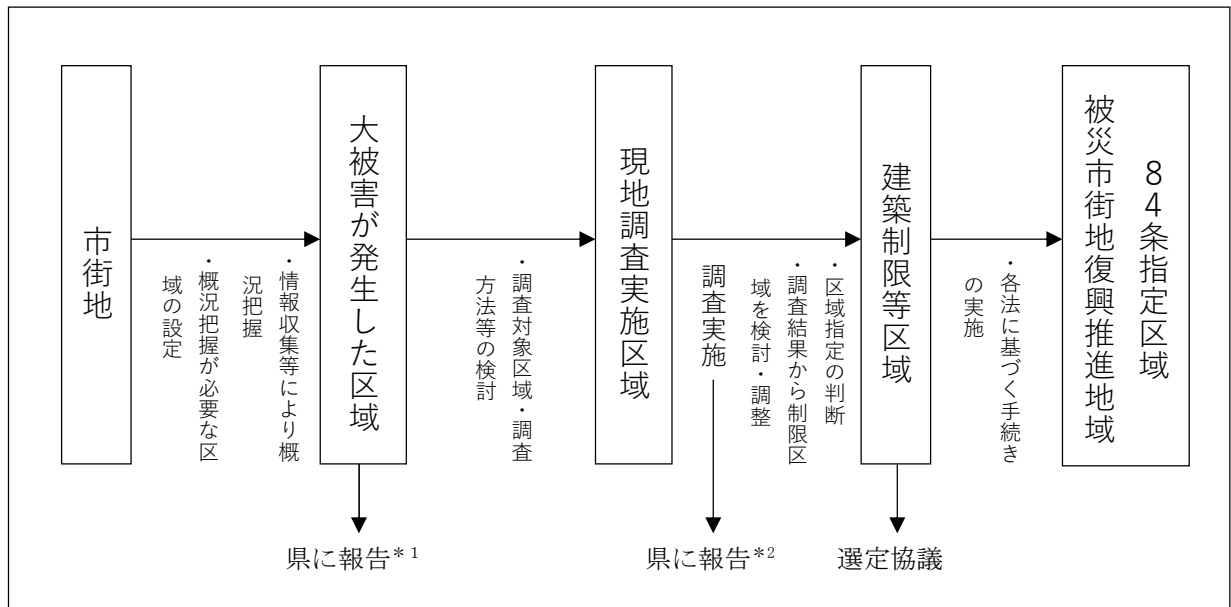 市街地
・情報収集等により概
況把握
・概況把握が必要な区
域の設定
大被害が発生した区域
県に報告*1
・調査対象区域・調査
方法等の検討
現地調査実施区域
調査実施
県に報告*2
・区域指定の判断
・調査結果から制限区
域を検討・調整
建築制限等区域
選定協議
・各法に基づく手続き
の実施
84条指定区域
被災市街地復興推進地域